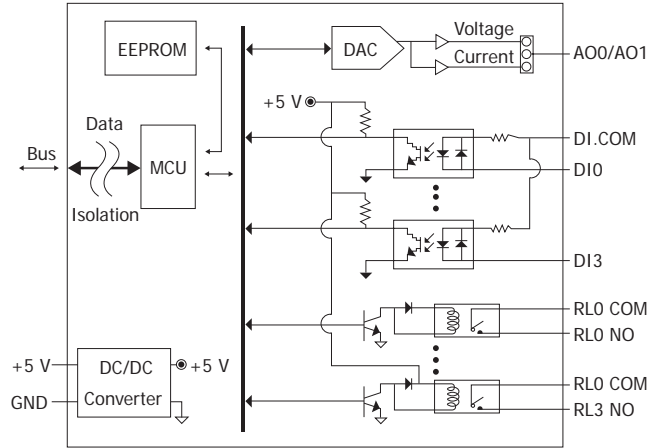 EEPROM
DAC
Voltage
Current
AO0/AO1
+5 V
Data
Bus
MCU
Isolation
DI.COM
DI0
DI3
RL0 COM
RL0 NO
+5 V
DC/DC
Converter
+5 V
GND
RL0 COM
RL3 NO